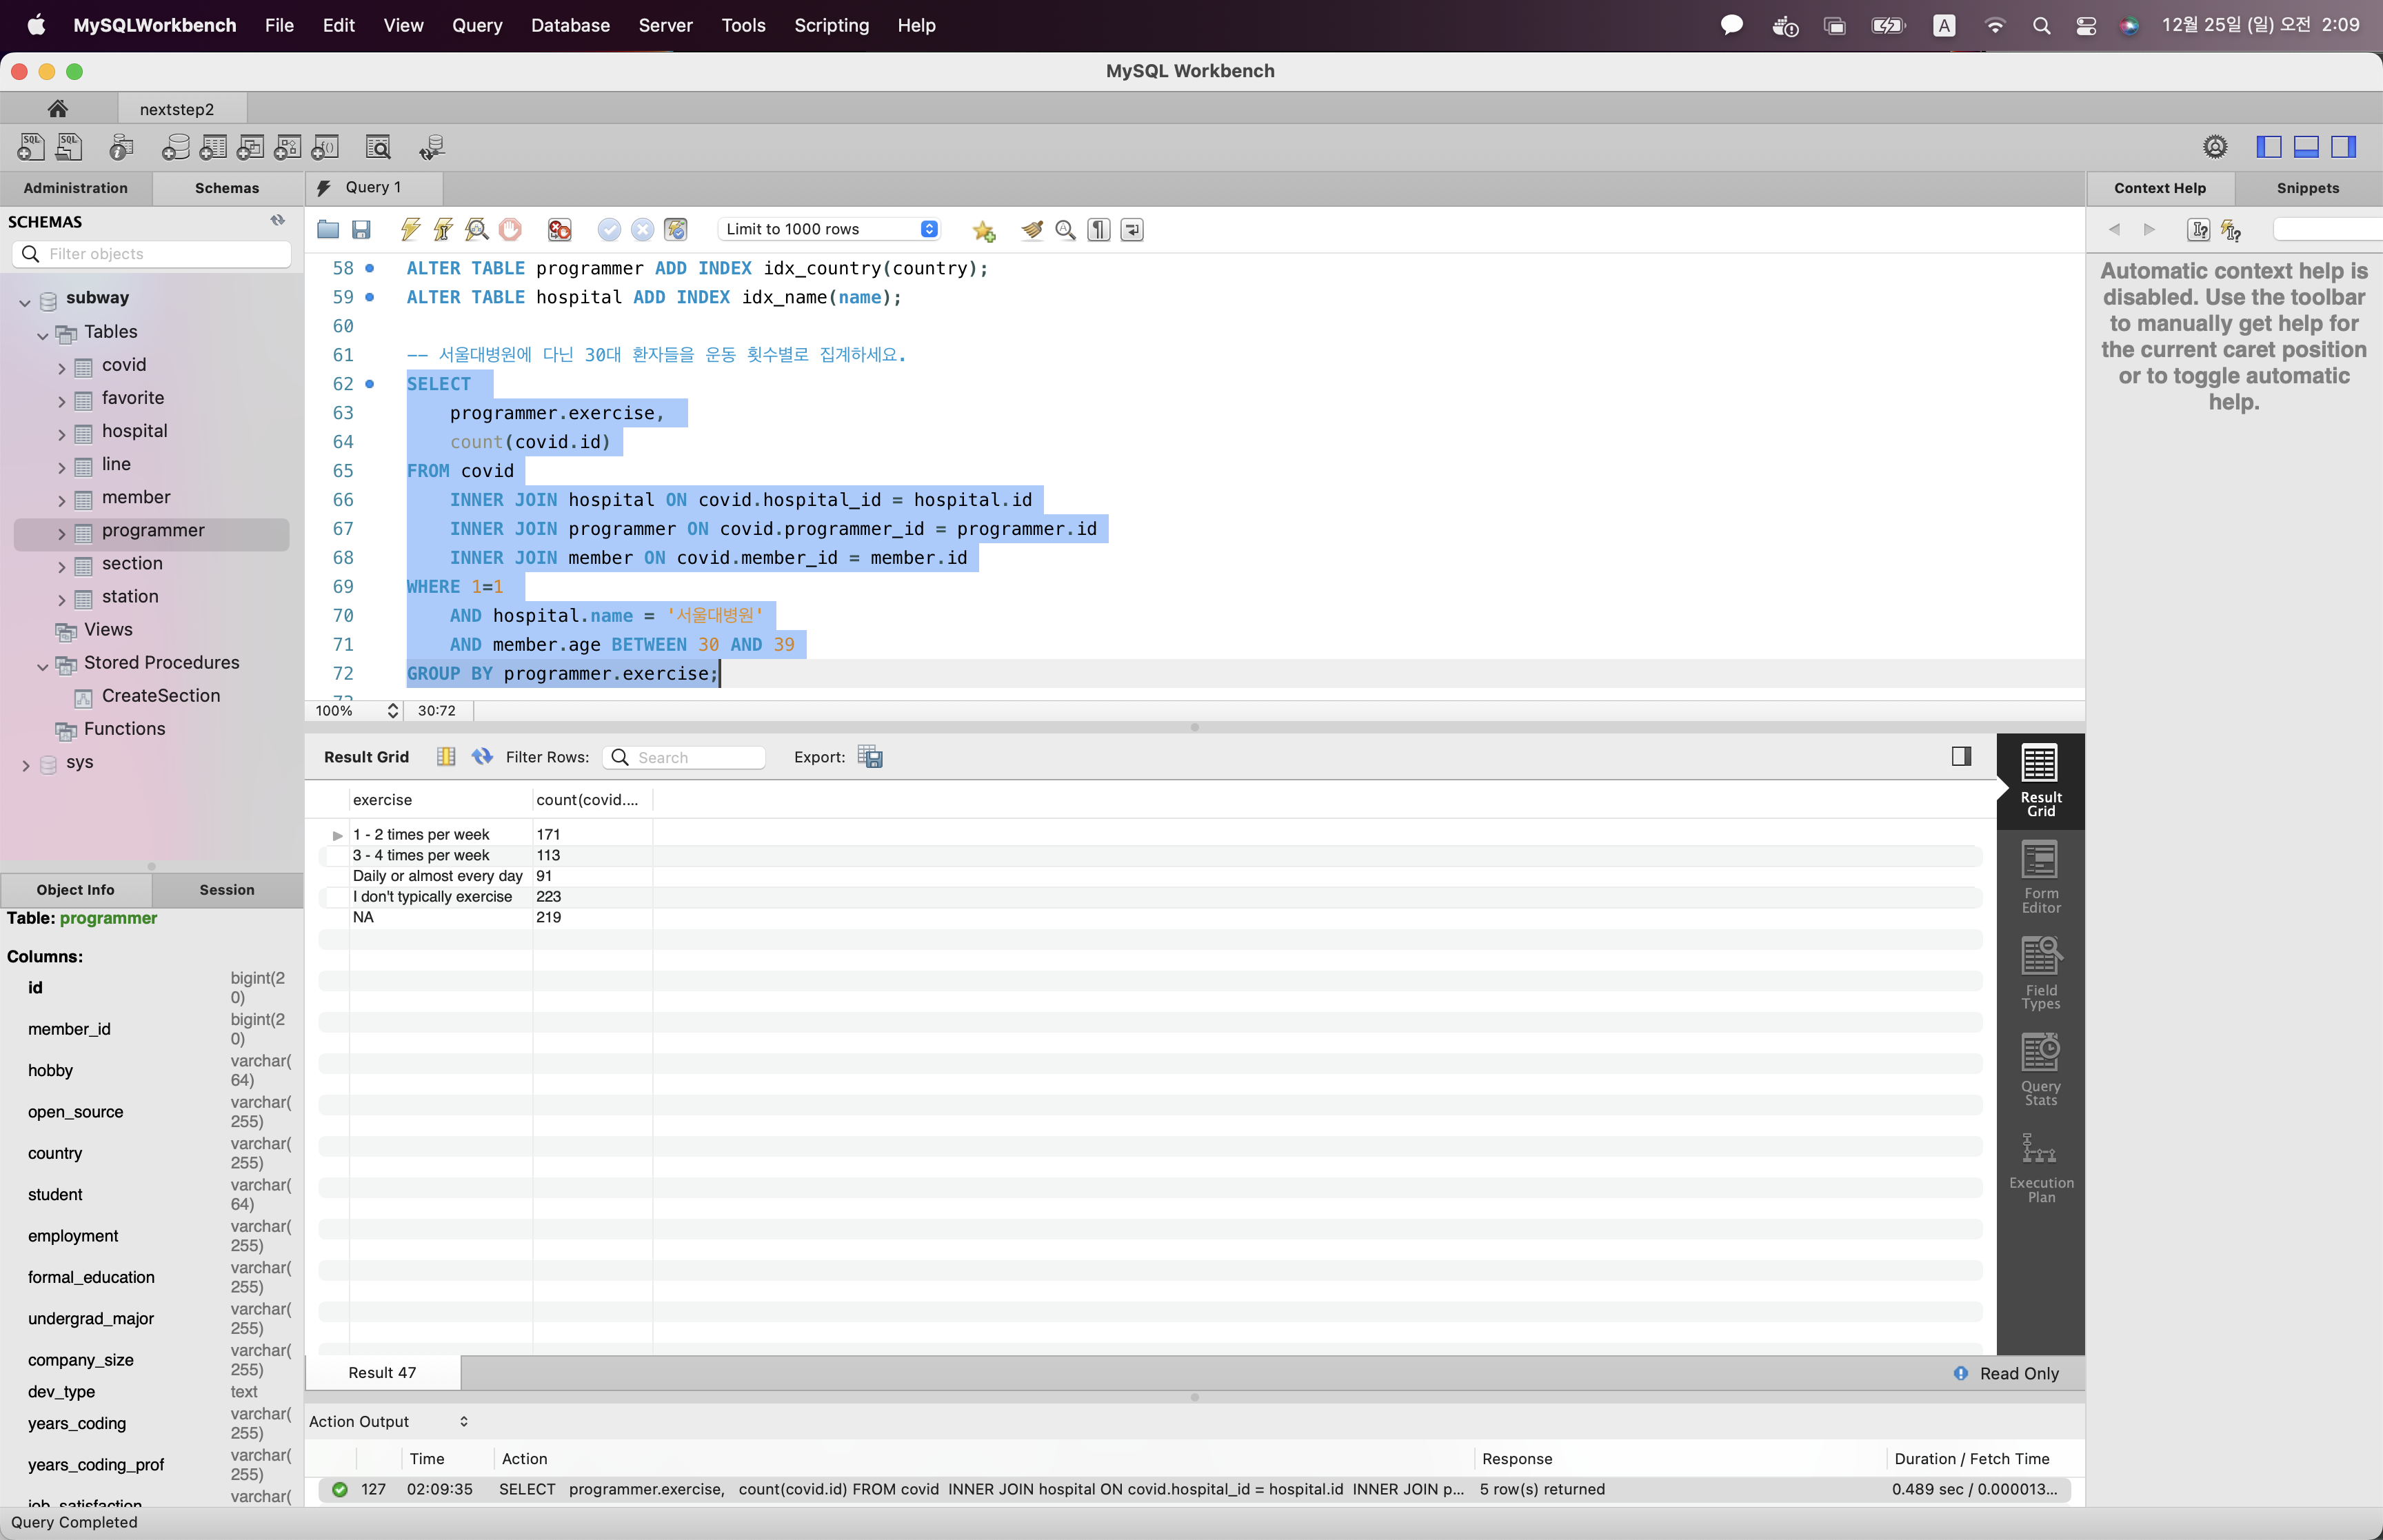 MySQLWorkbench File Edit View Query Database Server Tools Scripting Help A 12월 25일 (일) 오전 2:09
MySQL Workbench
nextstep2
Administration Schemas Query 1 Context Help Snippets
SCHEMAS
Filter objects
subway
Tables
covid
favorite
hospital
line
member
programmer
section
station
Views
Stored Procedures
CreateSection
Functions
sys
Object Info Session
Table: programmer
Columns:
id bigint(20)
member_id bigint(20)
hobby varchar(64)
open_source varchar(255)
country varchar(255)
student varchar(64)
employment varchar(255)
formal_education varchar(255)
undergrad_major varchar(255)
company_size varchar(255)
dev_type text
years_coding varchar(255)
years_coding_prof varchar(255)
job_satisfaction varchar(
Limit to 1000 rows
58 ALTER TABLE programmer ADD INDEX idx_country(country);
59 ALTER TABLE hospital ADD INDEX idx_name(name);
60
61 -- 서울대병원에 다닌 30대 환자들을 운동 횟수별로 집계하세요.
62 SELECT
63 programmer.exercise,
64 count(covid.id)
65 FROM covid
66 INNER JOIN hospital ON covid.hospital_id = hospital.id
67 INNER JOIN programmer ON covid.programmer_id = programmer.id
68 INNER JOIN member ON covid.member_id = member.id
69 WHERE 1=1
70 AND hospital.name = '서울대병원'
71 AND member.age BETWEEN 30 AND 39
72 GROUP BY programmer.exercise;
73
100% 30:72
Result Grid Filter Rows: Search Export:
exercise count(covid....
1 - 2 times per week 171
3 - 4 times per week 113
Daily or almost every day 91
I don't typically exercise 223
NA 219
Result Grid
Form Editor
Field Types
Query Stats
Execution Plan
Result 47 Read Only
Action Output
Time Action Response Duration / Fetch Time
127 02:09:35 SELECT programmer.exercise, count(covid.id) FROM covid INNER JOIN hospital ON covid.hospital_id = hospital.id INNER JOIN p... 5 row(s) returned 0.489 sec / 0.000013...
Automatic context help is
disabled. Use the toolbar
to manually get help for
the current caret position
or to toggle automatic
help.
Query Completed